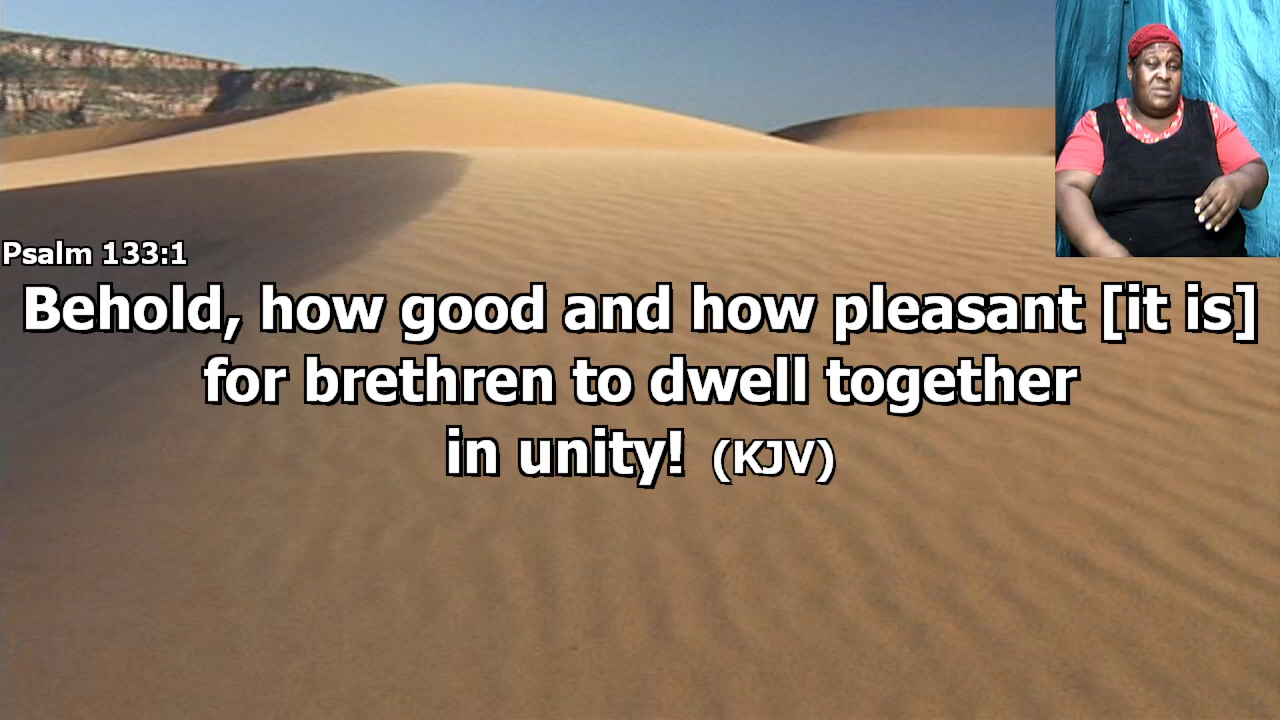 Psalm 133:1
Behold, how good and how pleasant [it is]
for brethren to dwell together
in unity! (KJV)